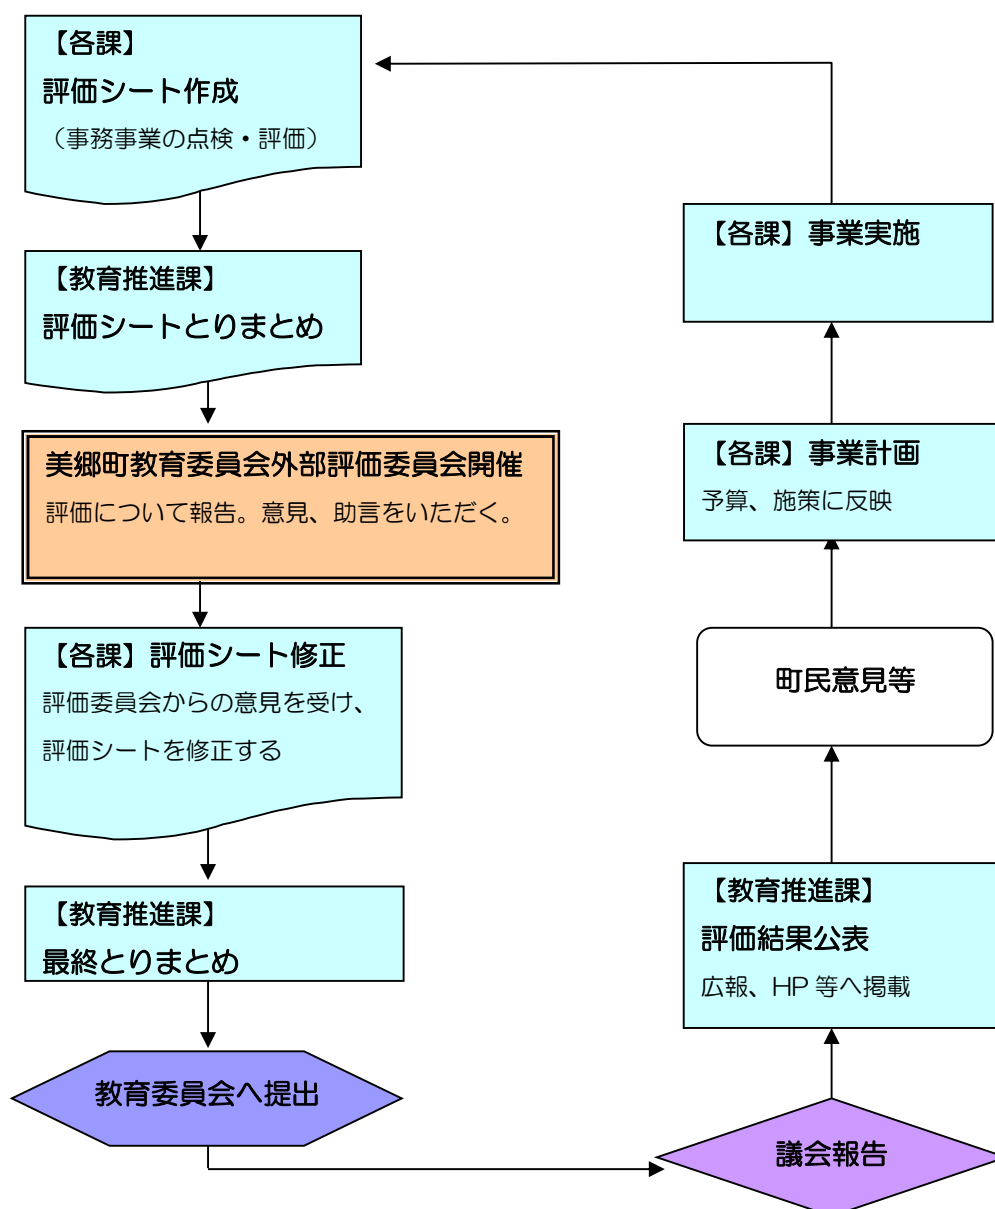 【各課】
評価シート作成
（事務事業の点検・評価）
【教育推進課】
評価シートとりまとめ
美郷町教育委員会外部評価委員会開催
評価について報告。意見、助言をいただく。
【各課】評価シート修正
評価委員会からの意見を受け、
評価シートを修正する
【教育推進課】
最終とりまとめ
教育委員会へ提出
議会報告
【教育推進課】
評価結果公表
広報、HP 等へ掲載
町民意見等
【各課】事業計画
予算、施策に反映
【各課】事業実施